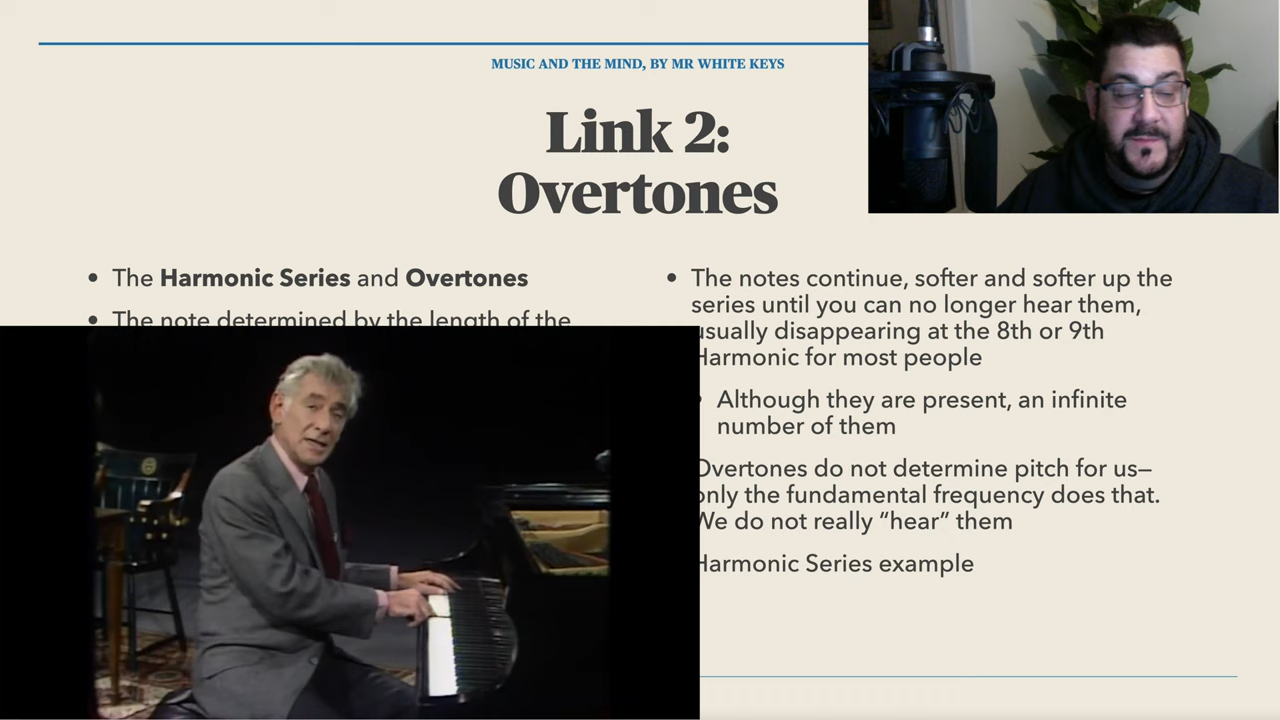 MUSIC AND THE MIND, BY MR WHITE KEYS
Link 2:
Overtones
• The Harmonic Series and Overtones
• The note determined by the length of the
• The notes continue, softer and softer up the
series until you can no longer hear them,
usually disappearing at the 8th or 9th
Harmonic for most people
• Although they are present, an infinite
number of them
Overtones do not determine pitch for us—
only the fundamental frequency does that.
We do not really "hear" them
Harmonic Series example